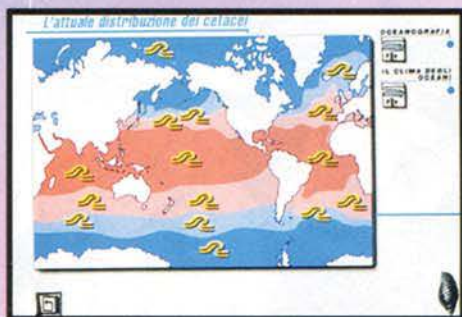 L'attuale distribuzione dei cetacei
OCEANOGRAFIA
IL CLIMA DEGLI
OCEANI